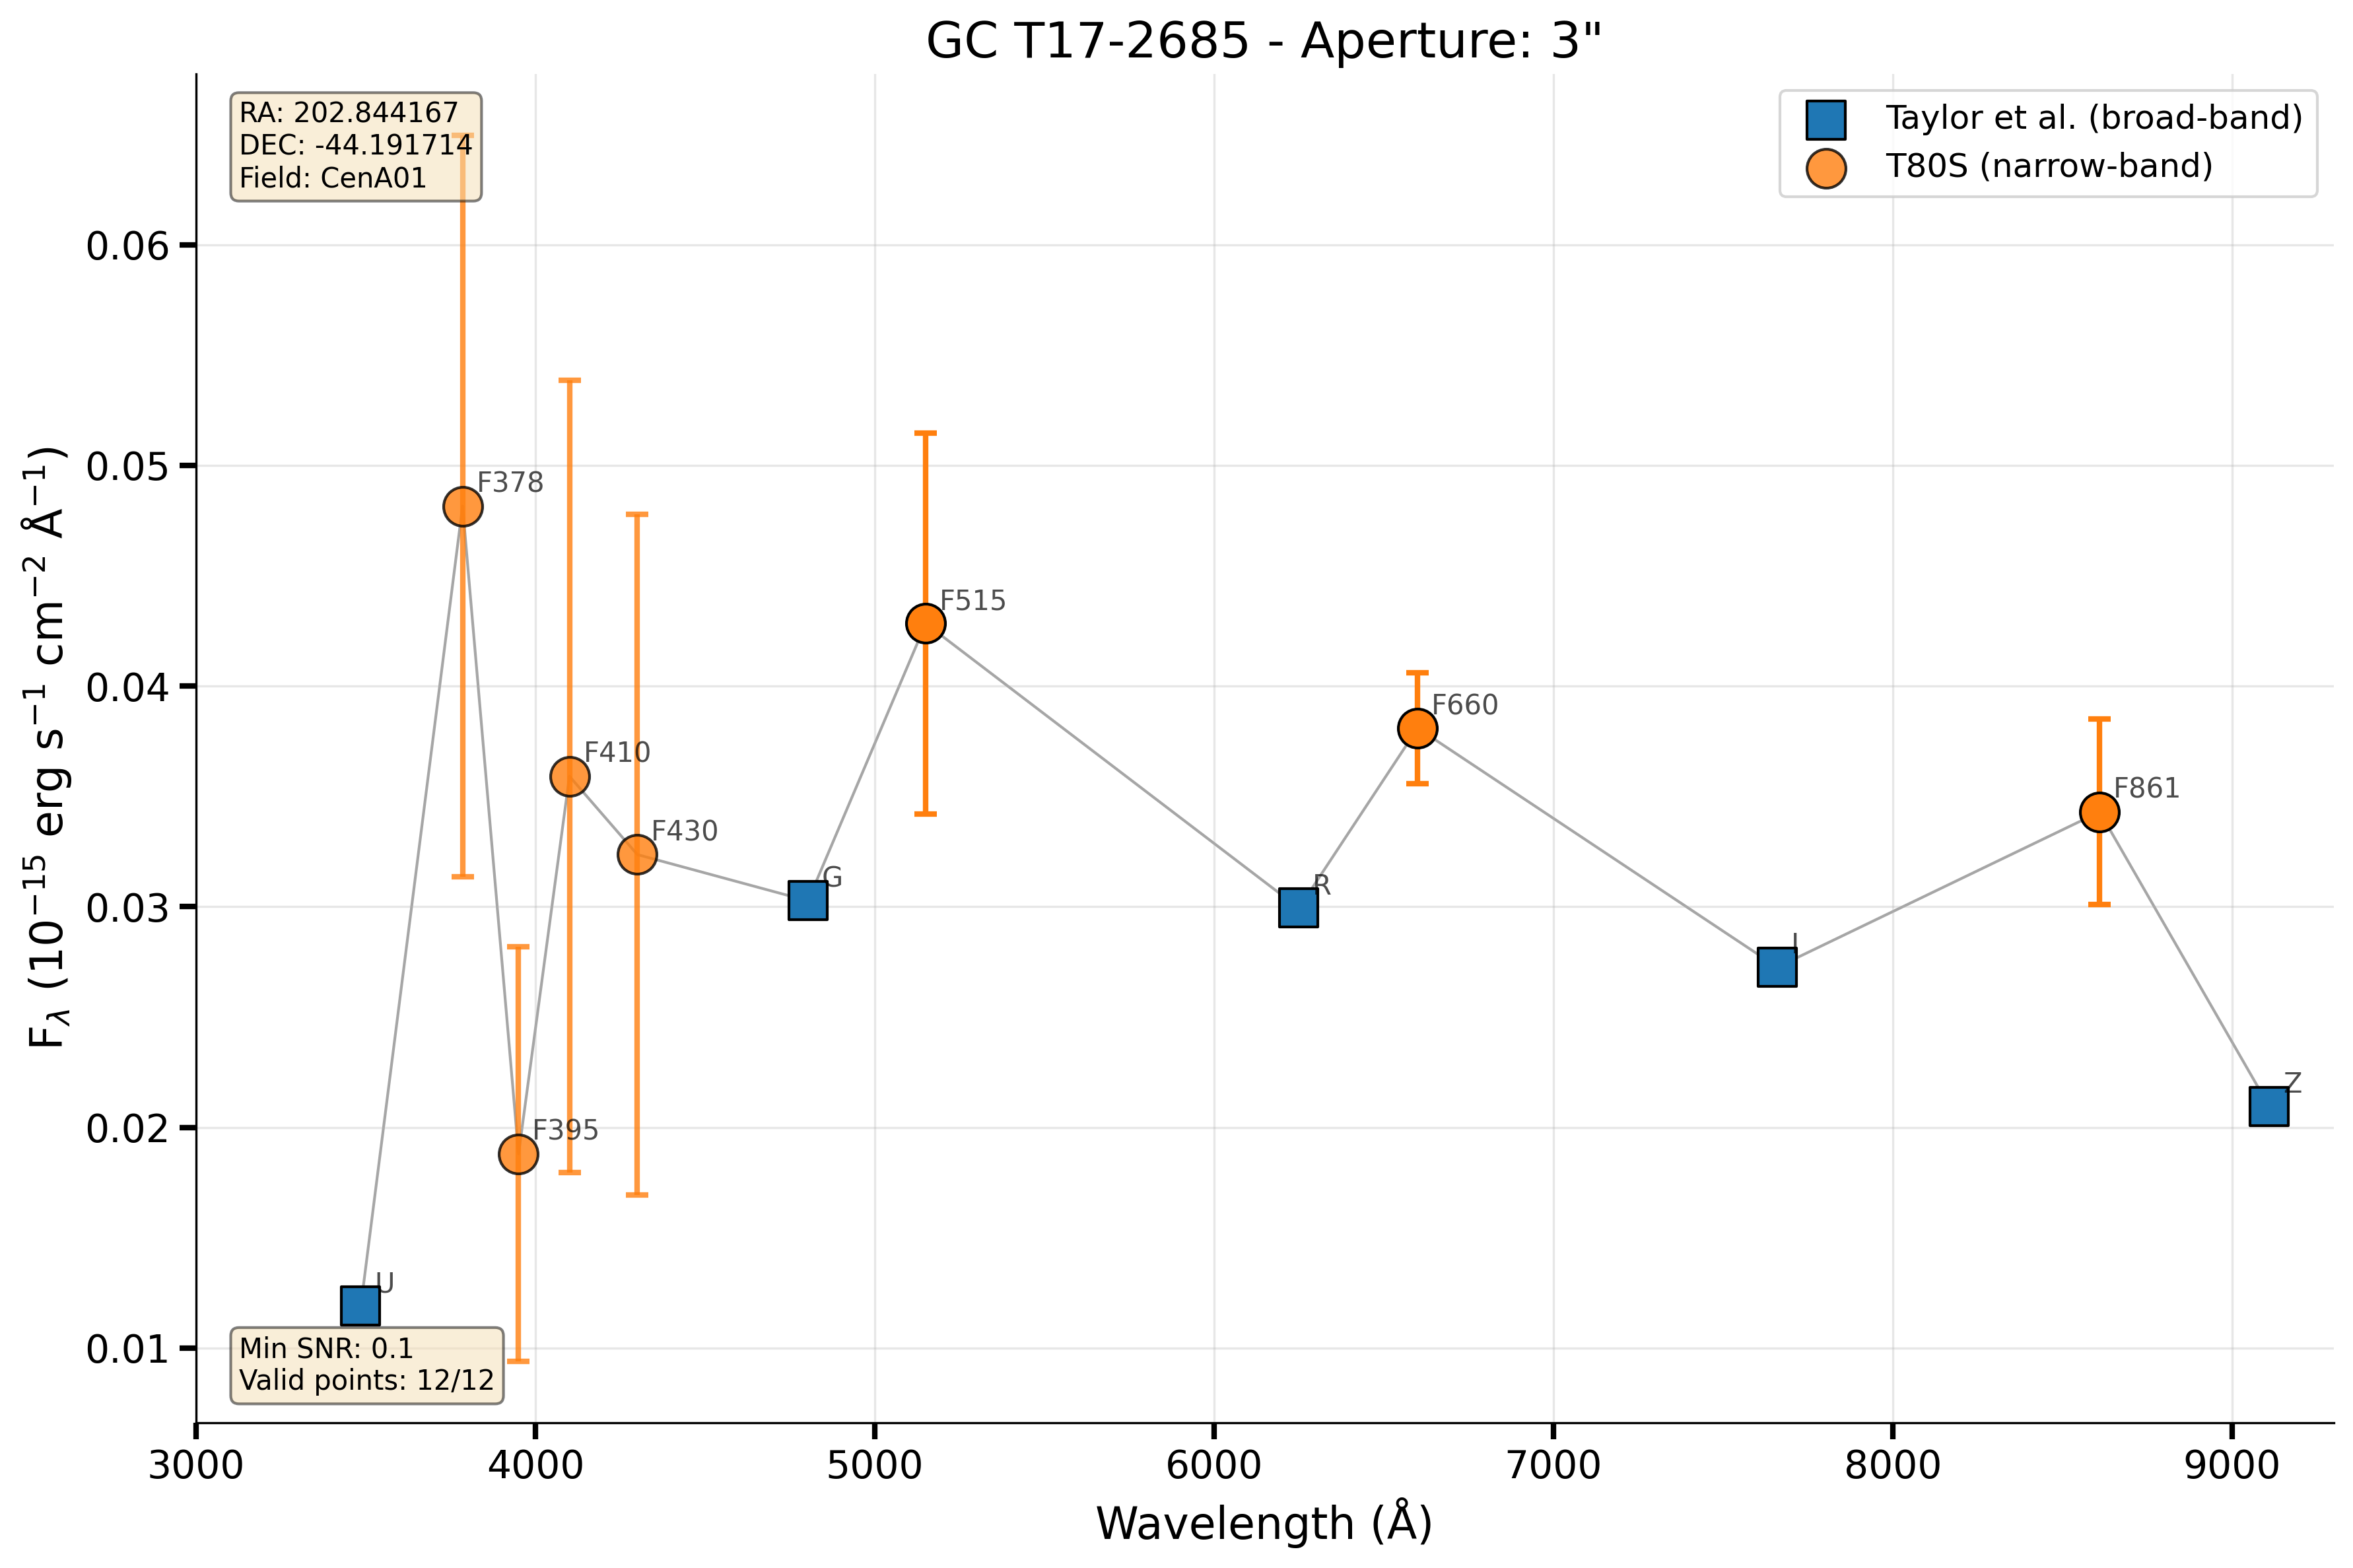 GC T17-2685 - Aperture: 3"
RA: 202.844167
DEC: -44.191714
Field: CenA01
Taylor et al. (broad-band)
T80S (narrow-band)
F_λ (10⁻¹⁵ erg s⁻¹ cm⁻² Å⁻¹)
0.06
0.05
0.04
0.03
0.02
0.01
F378
F515
F660
F410
F861
F430
G
R
I
F395
Z
U
Min SNR: 0.1
Valid points: 12/12
3000 4000 5000 6000 7000 8000 9000
Wavelength (Å)